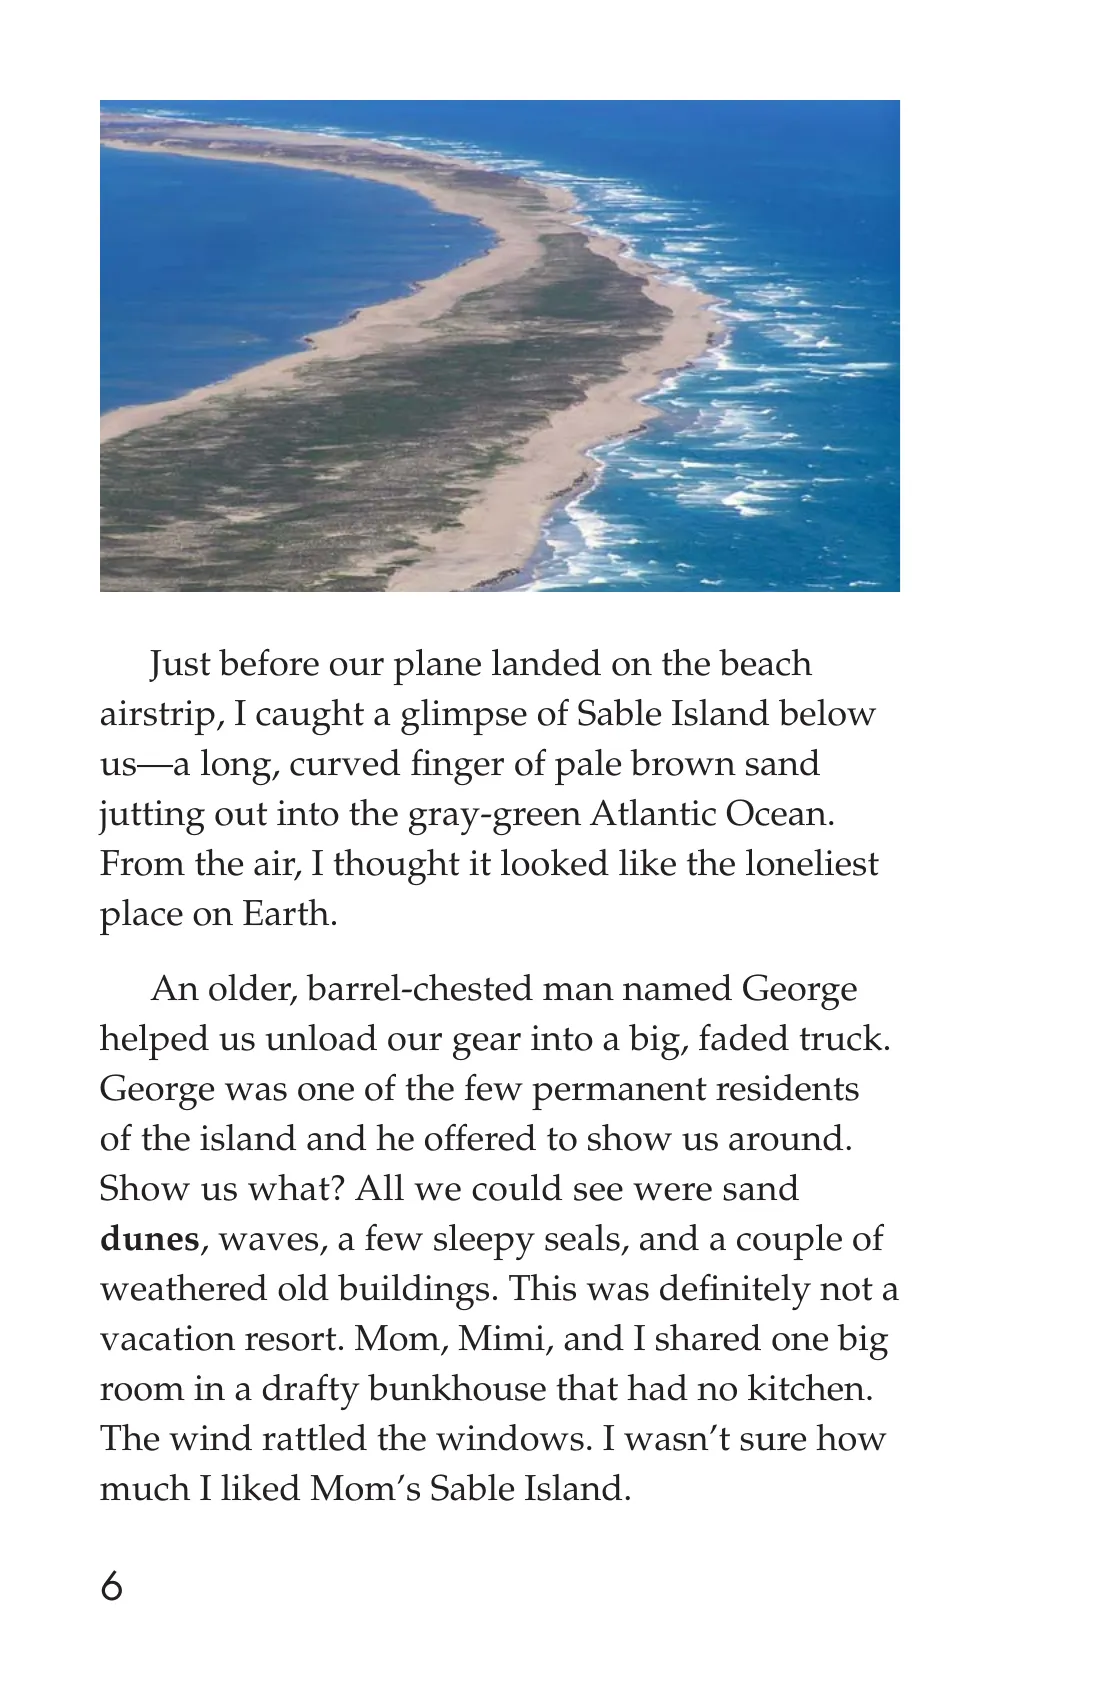 Just before our plane landed on the beach
airstrip, I caught a glimpse of Sable Island below
us—a long, curved finger of pale brown sand
jutting out into the gray-green Atlantic Ocean.
From the air, I thought it looked like the loneliest
place on Earth.
An older, barrel-chested man named George
helped us unload our gear into a big, faded truck.
George was one of the few permanent residents
of the island and he offered to show us around.
Show us what? All we could see were sand
dunes, waves, a few sleepy seals, and a couple of
weathered old buildings. This was definitely not a
vacation resort. Mom, Mimi, and I shared one big
room in a drafty bunkhouse that had no kitchen.
The wind rattled the windows. I wasn’t sure how
much I liked Mom’s Sable Island.
6